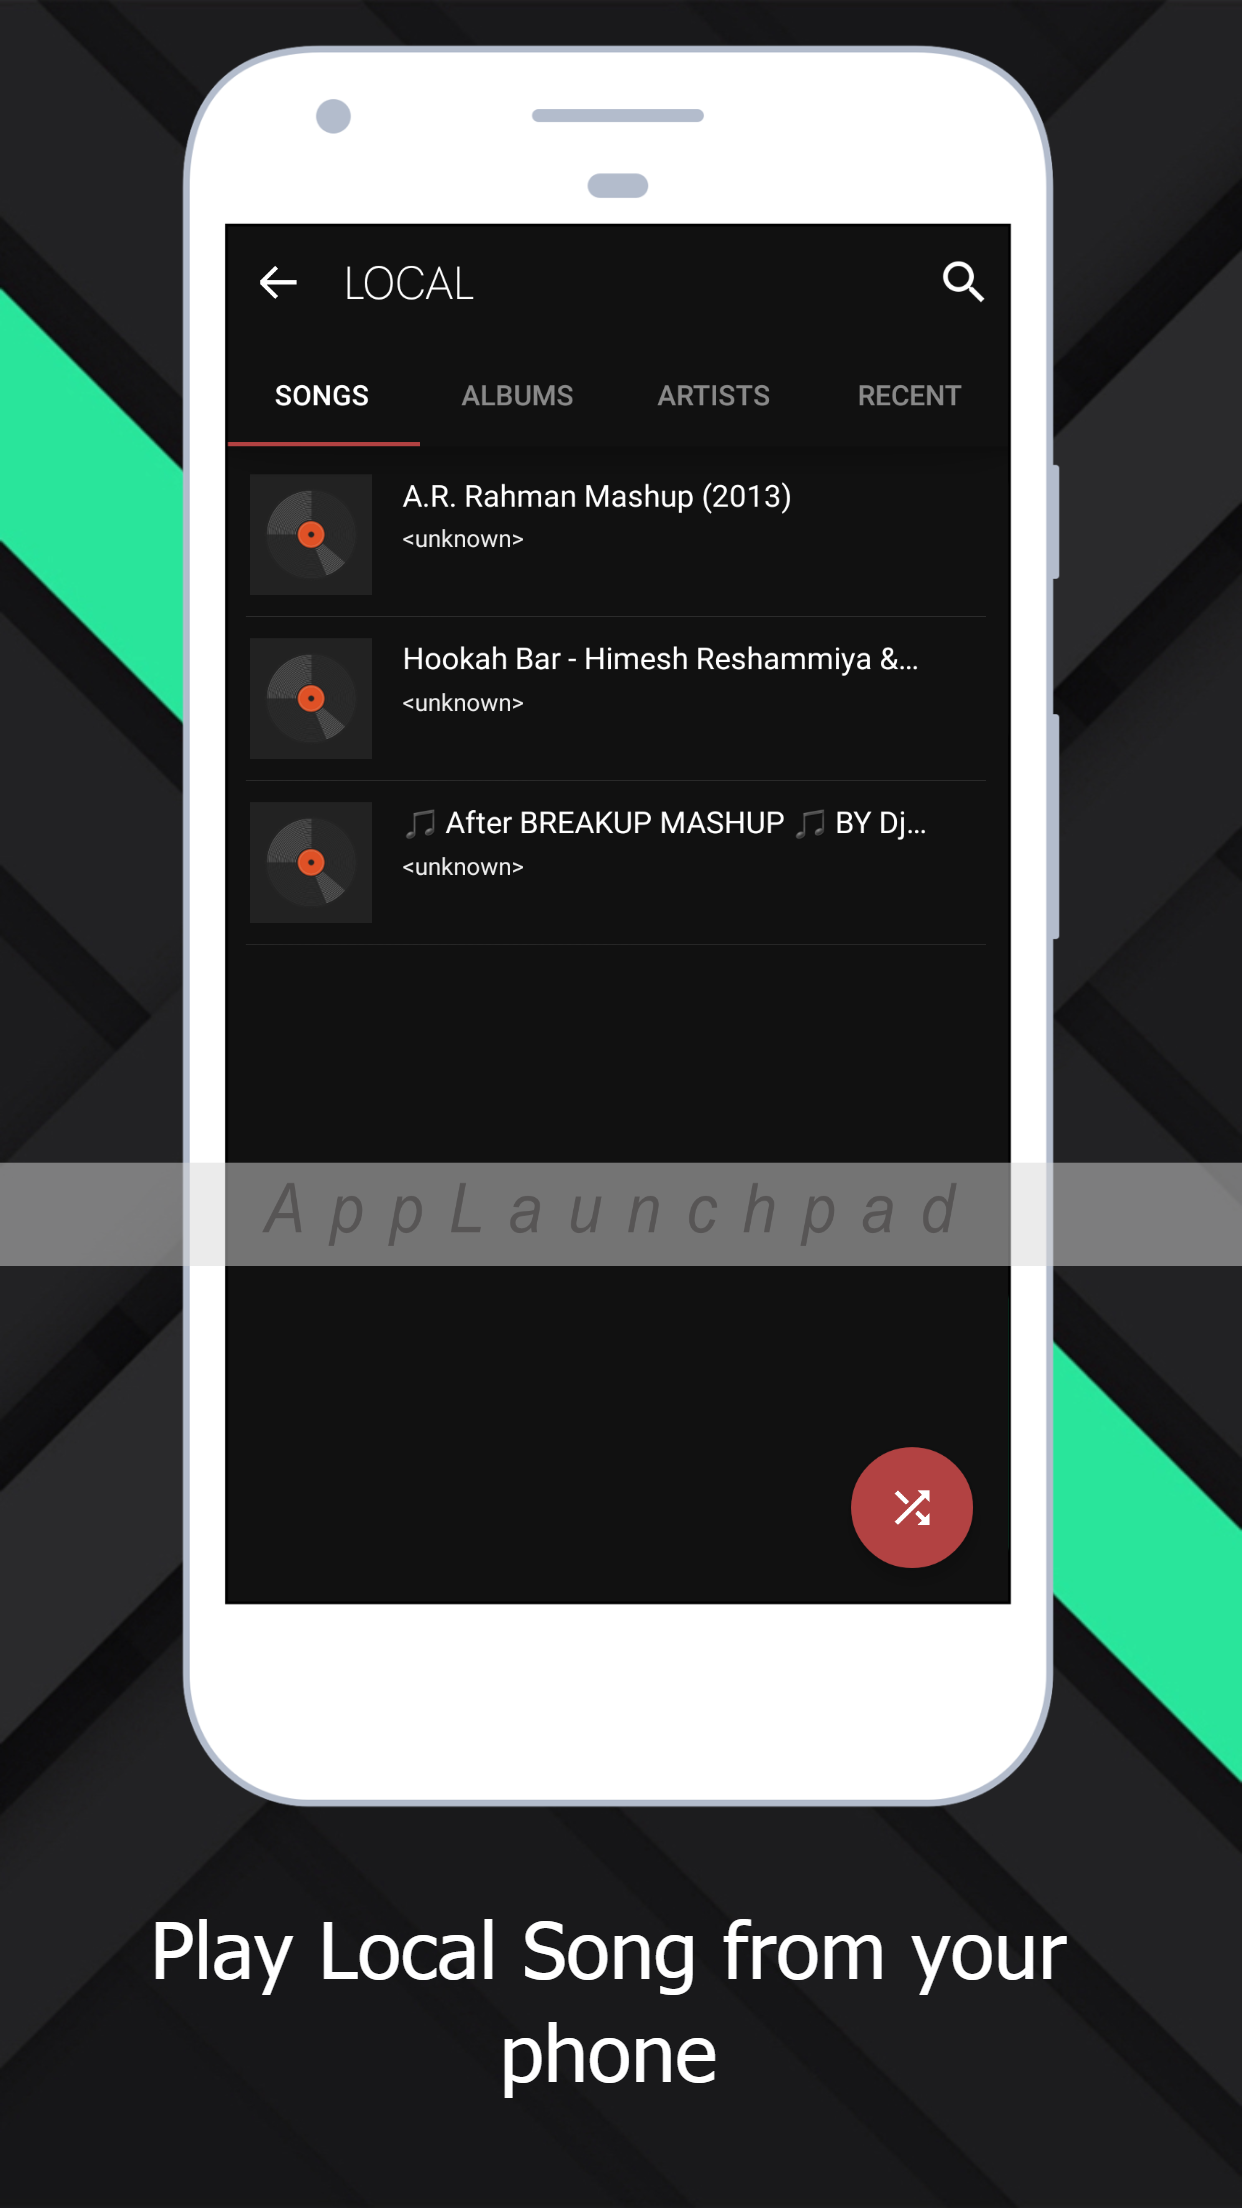 LOCAL
SONGS ALBUMS ARTISTS RECENT
A.R. Rahman Mashup (2013)
<unknown>
Hookah Bar - Himesh Reshammiya &...
<unknown>
🎵 After BREAKUP MASHUP 🎵 BY Dj...
<unknown>
AppLaunchpad
Play Local Song from your
phone